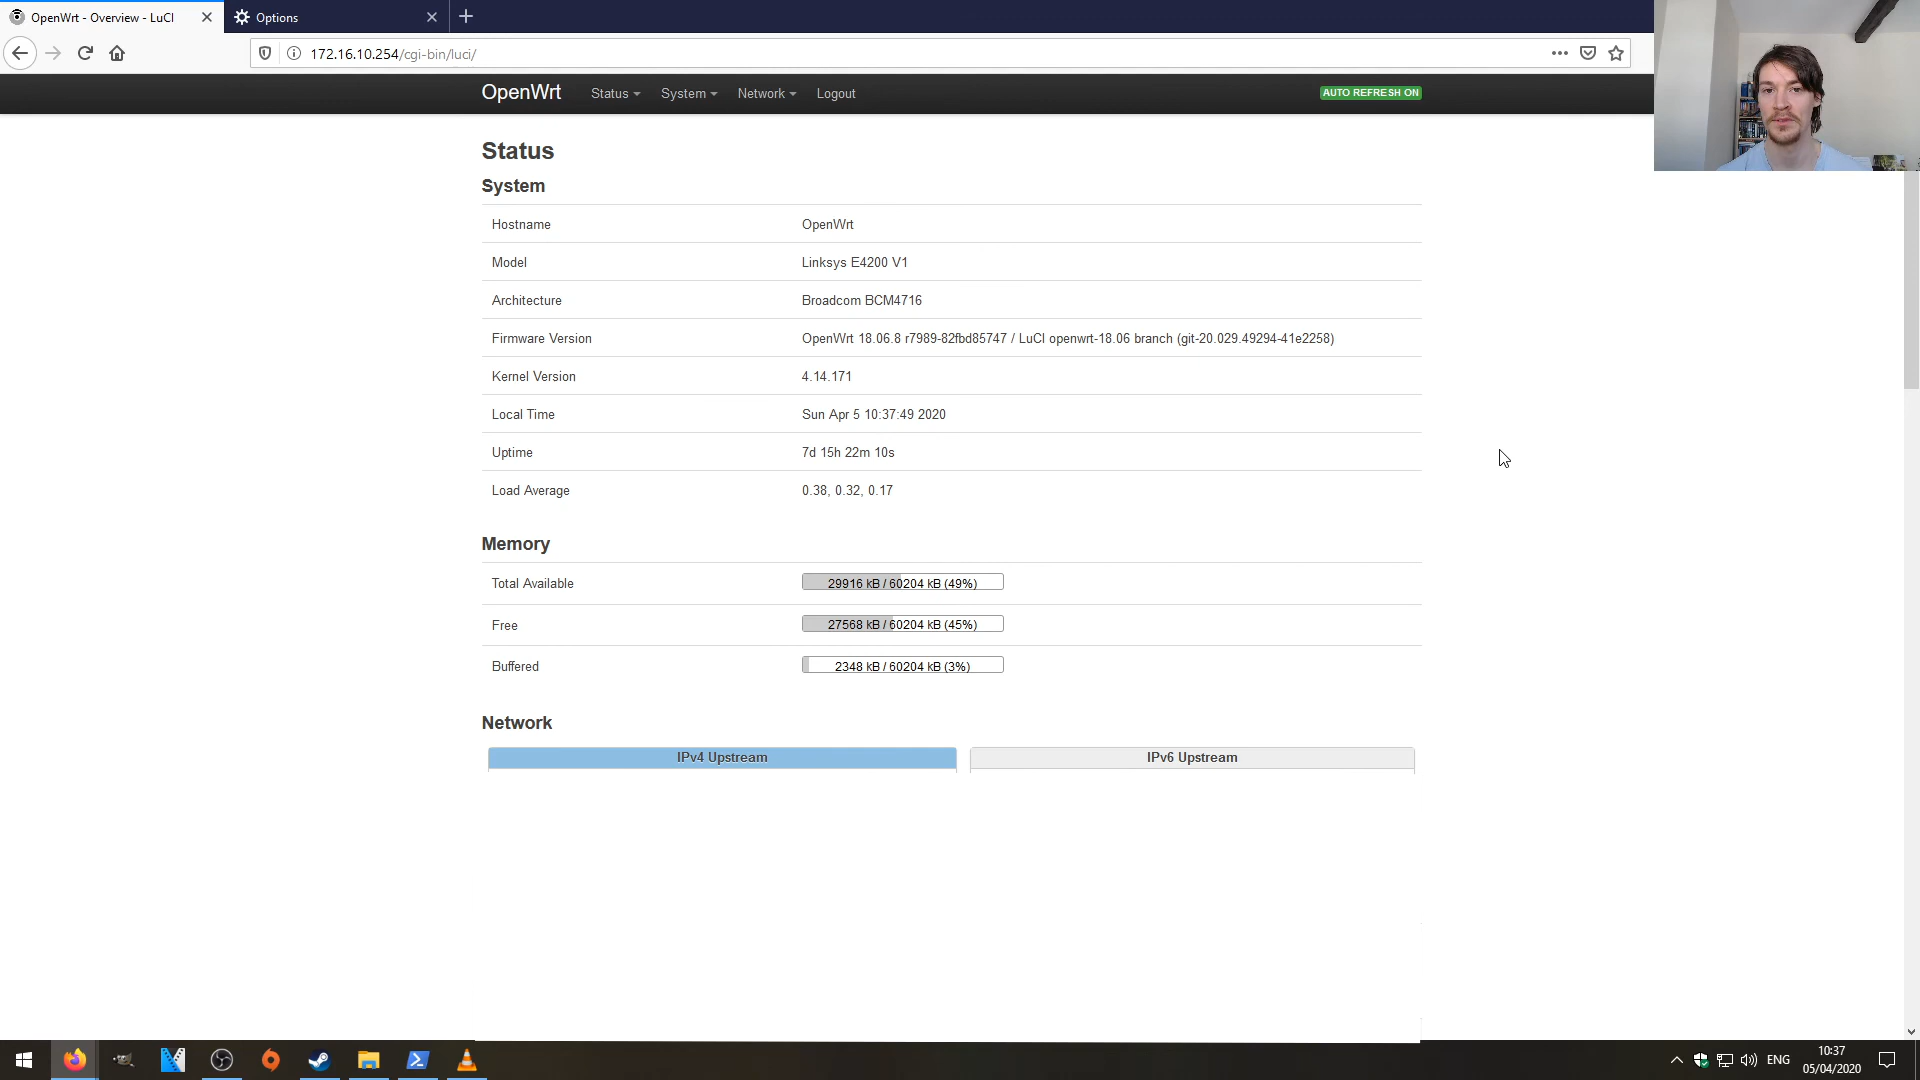 OpenWrt - Overview - LuCI
Options
172.16.10.254/cgi-bin/luci/
OpenWrt Status System Network Logout
AUTO REFRESH ON
Status
System
Hostname OpenWrt
Model Linksys E4200 V1
Architecture Broadcom BCM4716
Firmware Version OpenWrt 18.06.8 r7989-82fbd85747 / LuCI openwrt-18.06 branch (git-20.029.49294-41e2258)
Kernel Version 4.14.171
Local Time Sun Apr 5 10:37:49 2020
Uptime 7d 15h 22m 10s
Load Average 0.38, 0.32, 0.17
Memory
Total Available 29916 kB / 60204 kB (49%)
Free 27568 kB / 60204 kB (45%)
Buffered 2348 kB / 60204 kB (3%)
Network
IPv4 Upstream IPv6 Upstream
ENG
10:37
05/04/2020